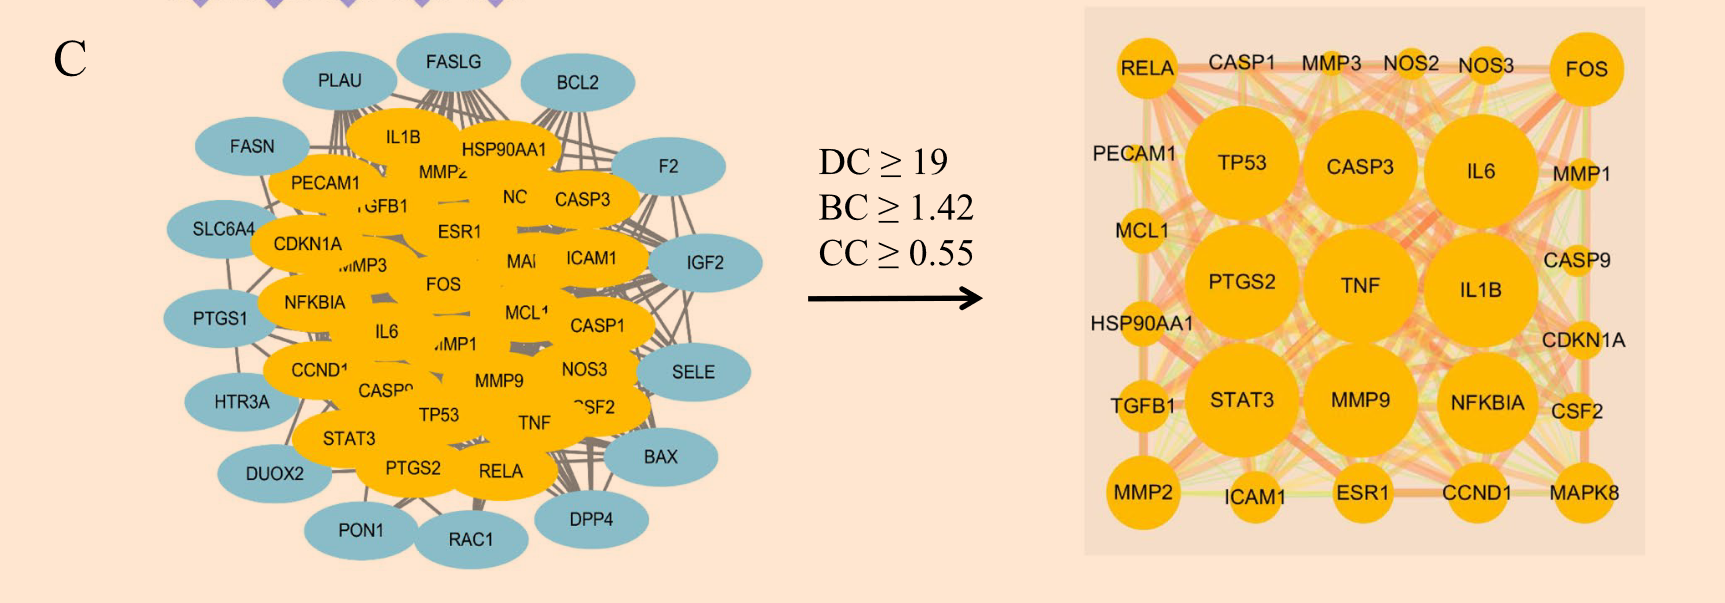 C
FASLG
PLAU
BCL2
IL1B
FASN
HSP90AA1
F2
MMP2
PECAM1
NC
CASP3
TGFB1
SLC6A4
ESR1
CDKN1A
ICAM1
MAI
IGF2
MMP3
FOS
NFKBIA
MCL1
PTGS1
CASP1
IL6
MMP1
CCND1
NOS3
SELE
MMP9
CASP9
HTR3A
CSF2
TP53
TNF
STAT3
BAX
PTGS2
RELA
DUOX2
DPP4
PON1
RAC1
DC ≥ 19
BC ≥ 1.42
CC ≥ 0.55
RELA CASP1 MMP3 NOS2 NOS3 FOS
PECAM1 TP53 CASP3 IL6 MMP1
MCL1 CASP9
PTGS2 TNF IL1B
HSP90AA1 CDKN1A
TGFB1 STAT3 MMP9 NFKBIA CSF2
MMP2 ICAM1 ESR1 CCND1 MAPK8